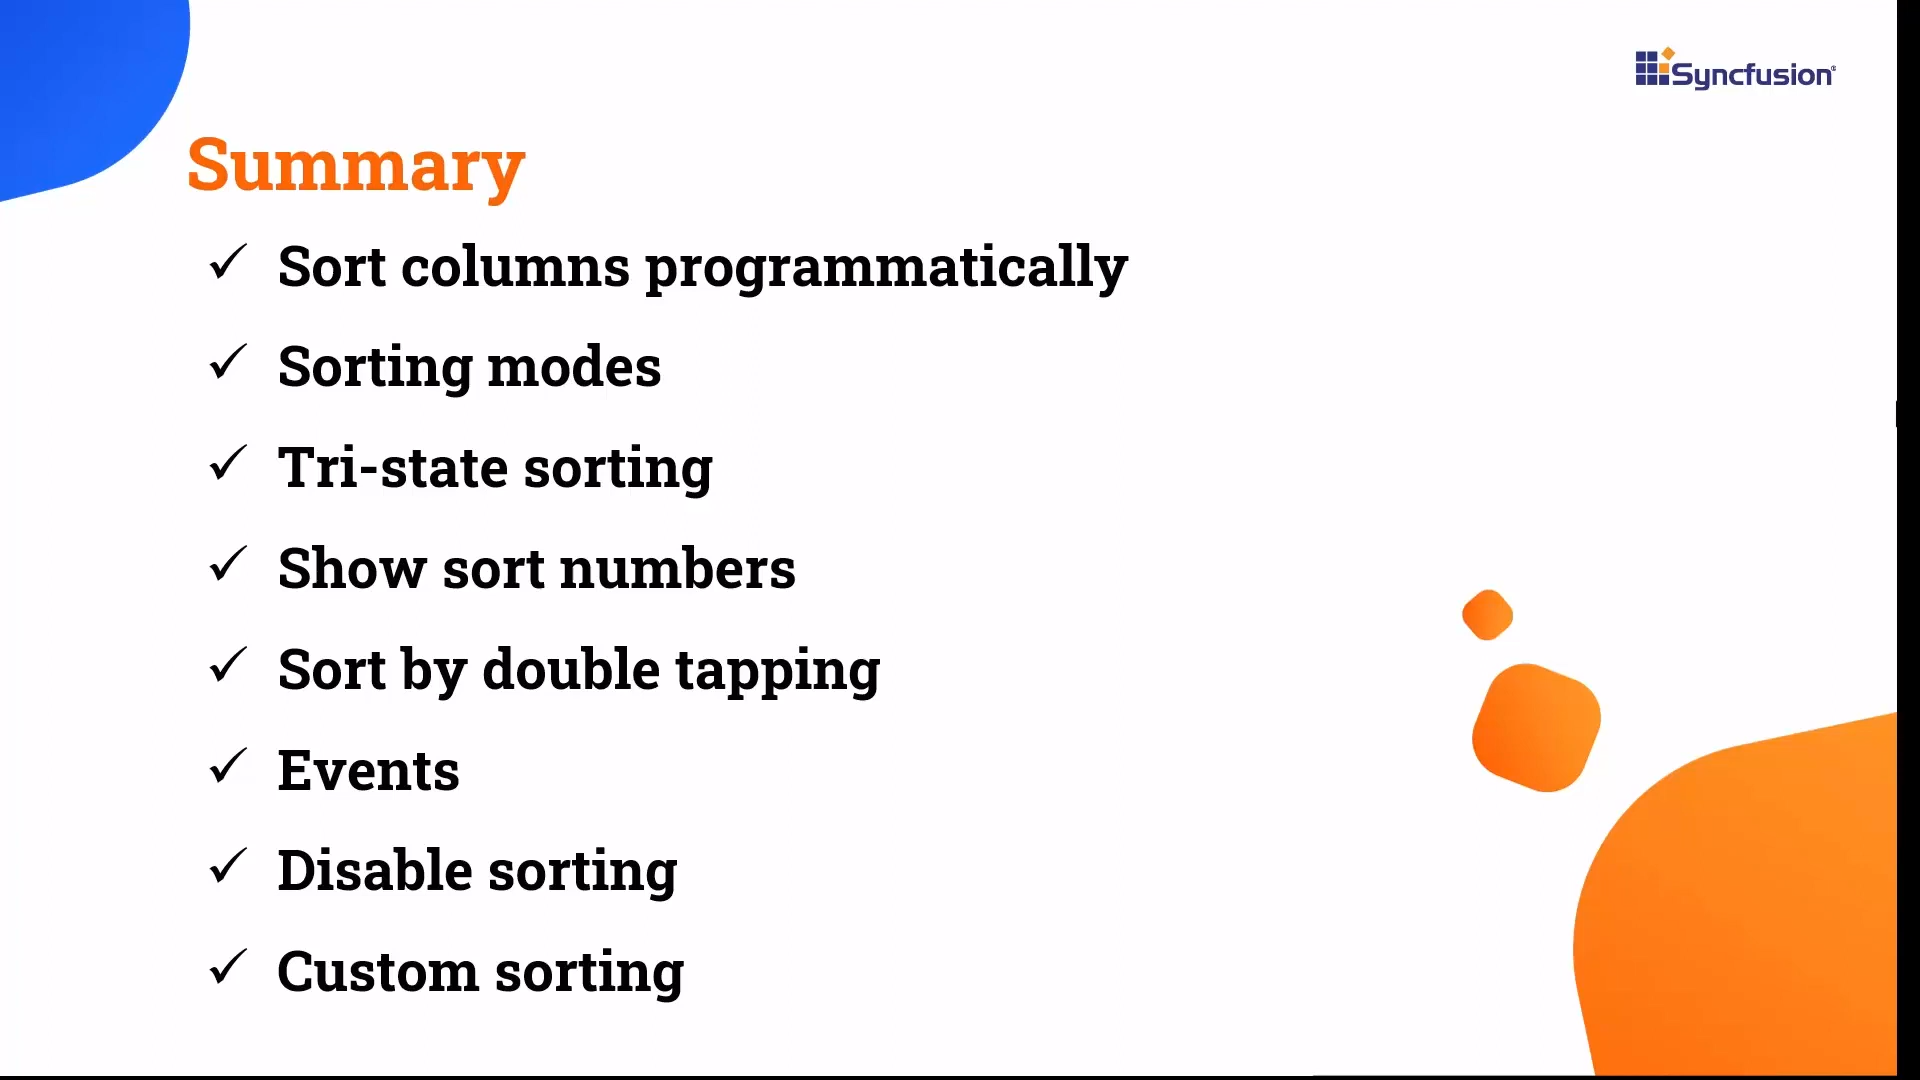 Syncfusion®
Summary
✓ Sort columns programmatically
✓ Sorting modes
✓ Tri-state sorting
✓ Show sort numbers
✓ Sort by double tapping
✓ Events
✓ Disable sorting
✓ Custom sorting